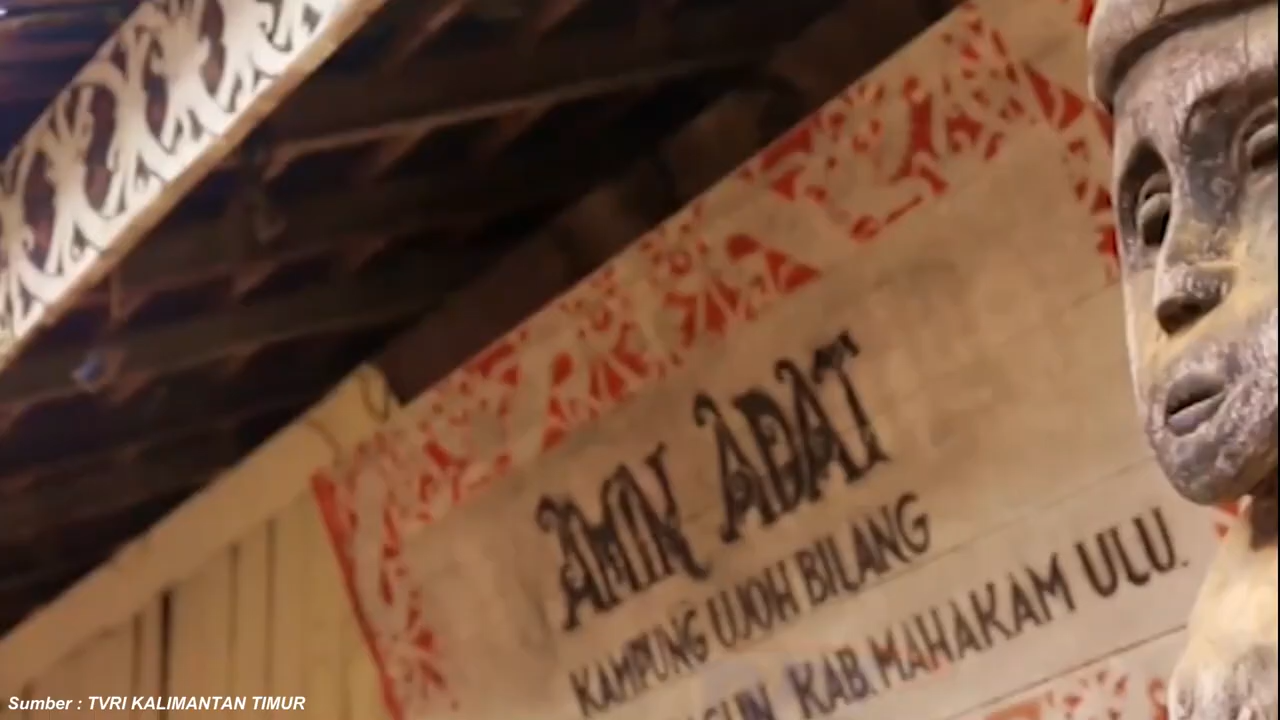 AMIN ADAT
KAMPUNG UJOH BILANG
KAB. MAHAKAM ULU.
Sumber : TVRI KALIMANTAN TIMUR